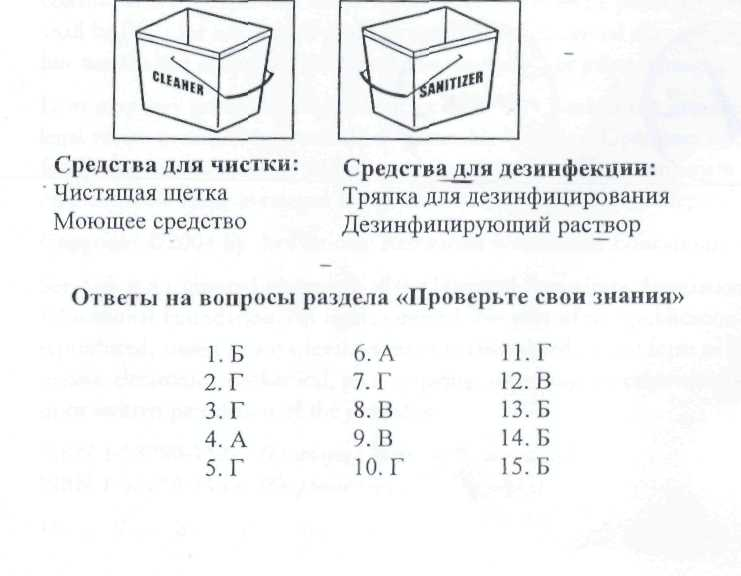 CLEANER
SANITIZER
Средства для чистки:
Чистящая щетка
Моющее средство
Средства для дезинфекции:
Тряпка для дезинфицирования
Дезинфицирующий раствор
Ответы на вопросы раздела «Проверьте свои знания»
1. Б
2. Г
3. Г
4. А
5. Г
6. А
7. Г
8. В
9. В
10. Г
11. Г
12. В
13. Б
14. Б
15. Б